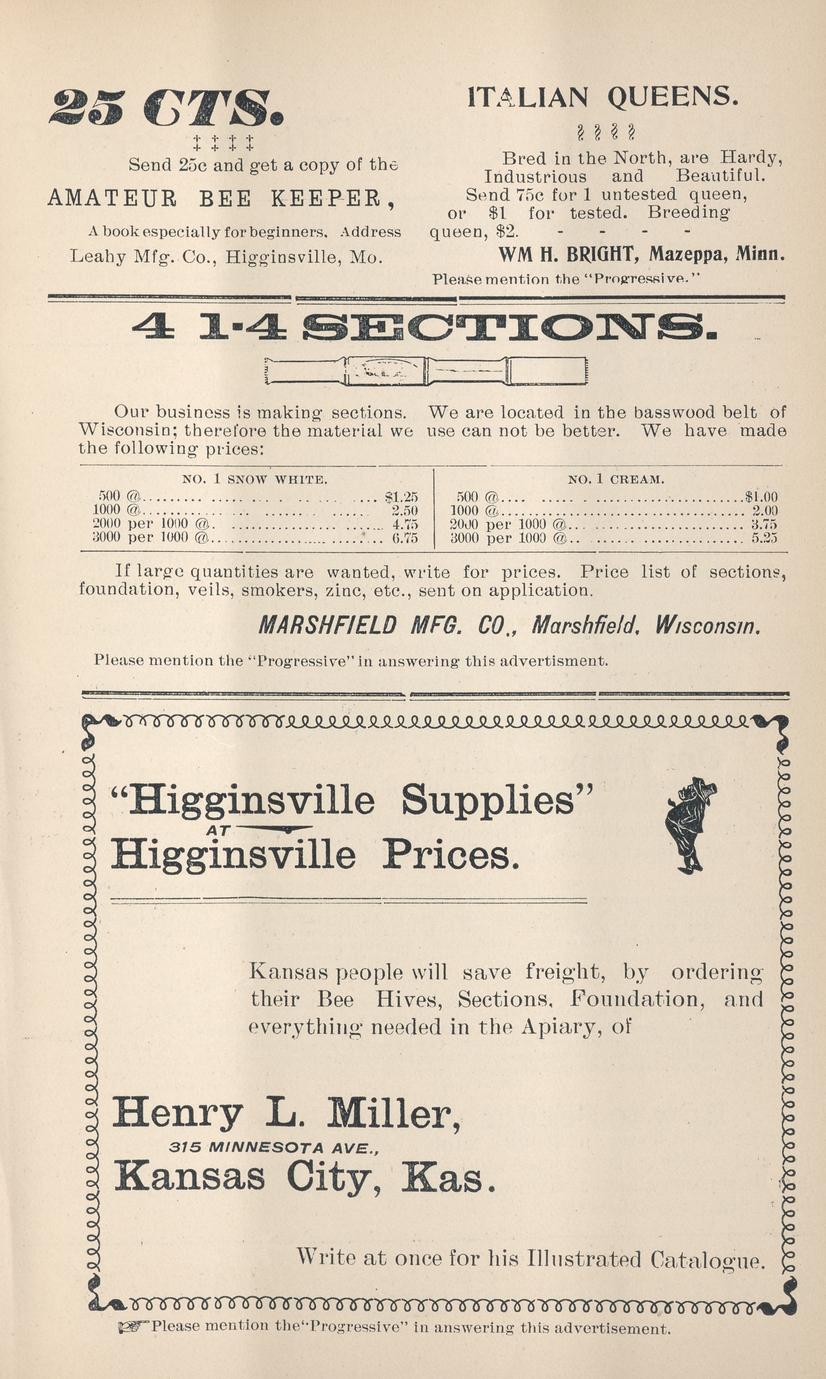 25 CTS.
Send 25c and get a copy of the
AMATEUR BEE KEEPER,
A book especially for beginners. Address
Leahy Mfg. Co., Higginsville, Mo.
ITALIAN QUEENS.
Bred in the North, are Hardy,
Industrious and Beautiful.
Send 75c for 1 untested queen,
or $1 for tested. Breeding
queen, $2. - - - -
WM H. BRIGHT, Mazeppa, Minn.
Please mention the "Progressive."
4 1-4 SECTIONS.
Our business is making sections. We are located in the basswood belt of
Wisconsin; therefore the material we use can not be better. We have made
the following prices:
NO. 1 SNOW WHITE.
500 @.................... $1.25
1000 @.................... 2.50
2000 per 1000 @.................... 4.75
3000 per 1000 @.................... 6.75
NO. 1 CREAM.
500 @.................... $1.00
1000 @.................... 2.00
2000 per 1000 @.................... 3.75
3000 per 1000 @.................... 5.25
If large quantities are wanted, write for prices. Price list of sections,
foundation, veils, smokers, zinc, etc., sent on application.
MARSHFIELD MFG. CO., Marshfield, Wisconsin.
Please mention the "Progressive" in answering this advertisment.
"Higginsville Supplies"
AT
Higginsville Prices.
Kansas people will save freight, by ordering
their Bee Hives, Sections, Foundation, and
everything needed in the Apiary, of
Henry L. Miller,
315 MINNESOTA AVE.,
Kansas City, Kas.
Write at once for his Illustrated Catalogue.
☞Please mention the "Progressive" in answering this advertisement.